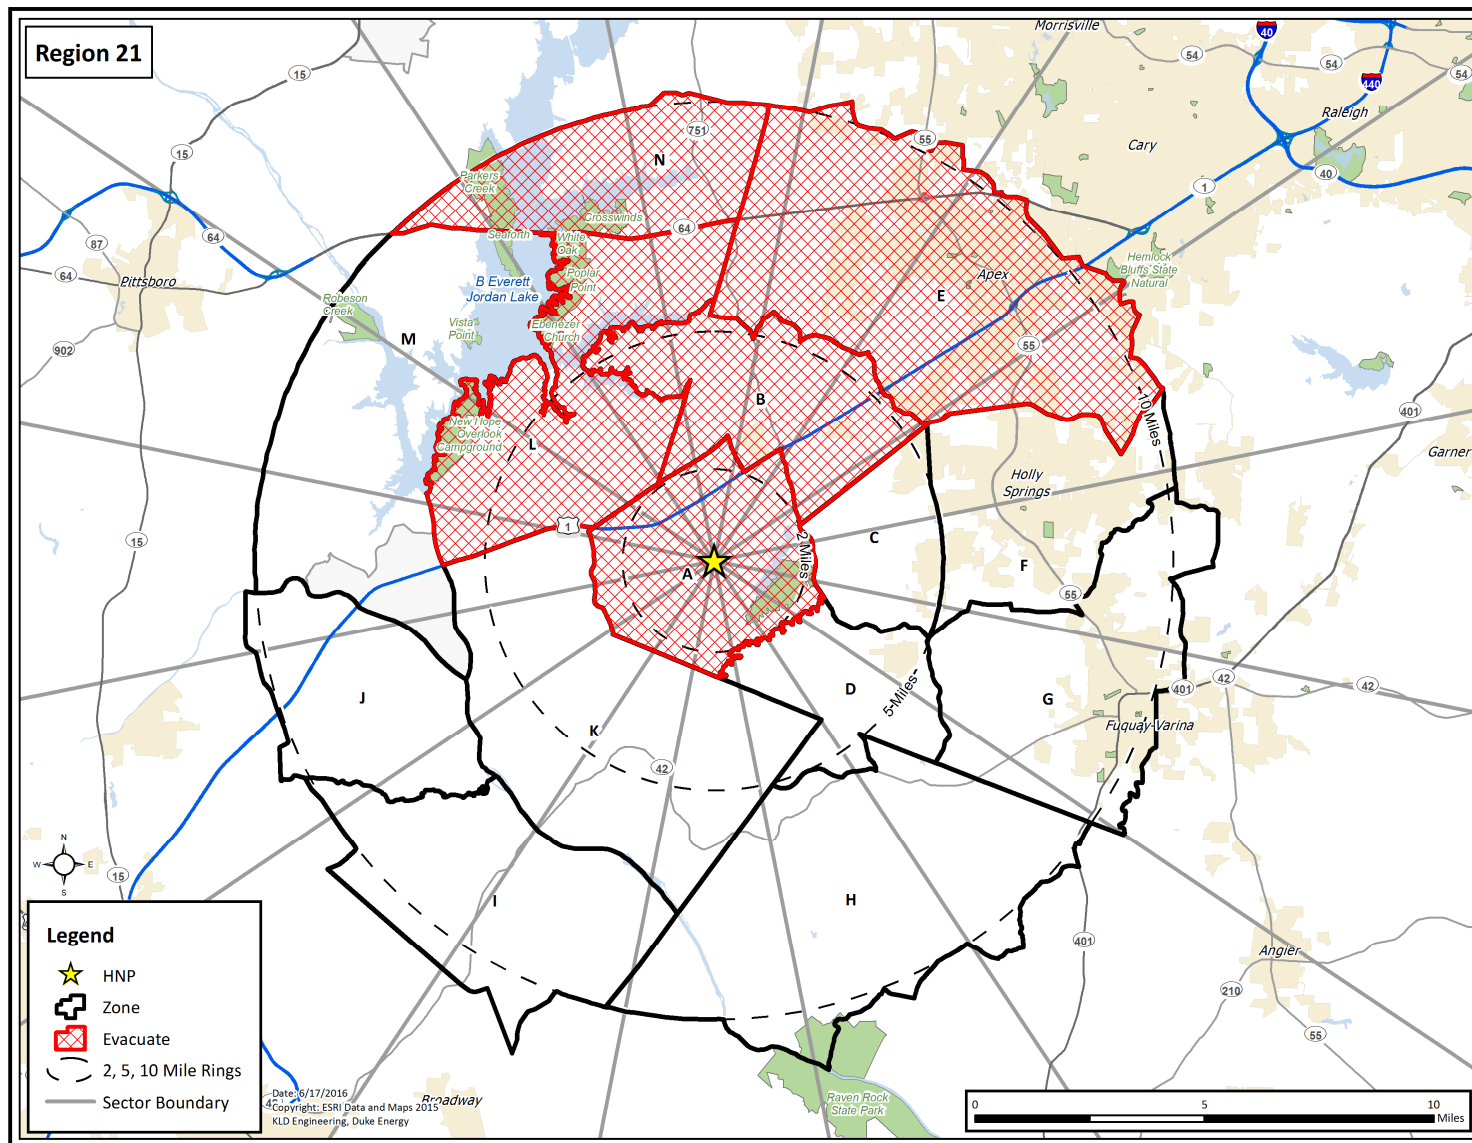 Region 21
Morrisville
40
54
54
54
440
Raleigh
15
751
55
Cary
15
N
40
Parkers
Creek
1
Crosswinds
64
87
64
Seaforth
White
Oak
64
Pittsboro
Poplar
Point
B Everett
Jordan Lake
Apex
Hemlock
Bluffs State
Natural
Robeson
Creek
E
Vista
Point
Ebenezer
Church
M
902
55
B
10 Miles
401
New Hope
Overlook
Campground
L
Garner
Holly
Springs
1
15
C
2 Miles
A
F
55
J
D
5-Miles
G
401
42
42
K
Fuquay-Varina
42
N
W
E
S
15
I
H
401
Angier
210
55
Legend
HNP
Zone
Evacuate
2, 5, 10 Mile Rings
Sector Boundary
Date: 6/17/2016
Copyright: ESRI Data and Maps 2015
KLD Engineering, Duke Energy
Broadway
Raven Rock
State Park
0
5
10
Miles